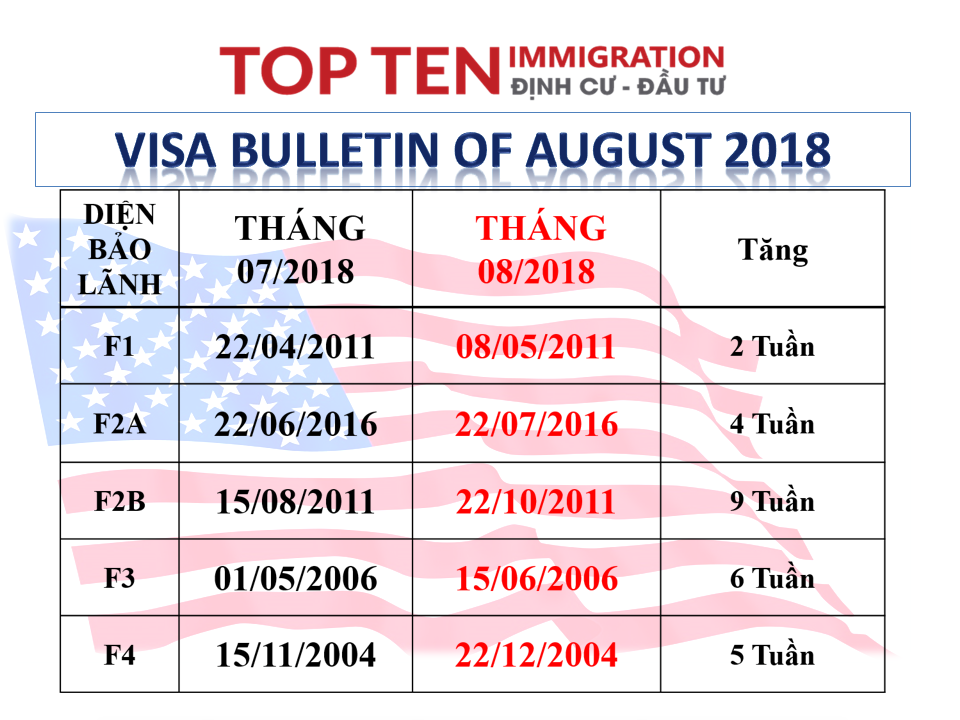 TOP TEN IMMIGRATION
ĐỊNH CƯ - ĐẦU TƯ
VISA BULLETIN OF AUGUST 2018
DIỆN BẢO LÃNH THÁNG 07/2018 THÁNG 08/2018 Tăng
F1 22/04/2011 08/05/2011 2 Tuần
F2A 22/06/2016 22/07/2016 4 Tuần
F2B 15/08/2011 22/10/2011 9 Tuần
F3 01/05/2006 15/06/2006 6 Tuần
F4 15/11/2004 22/12/2004 5 Tuần